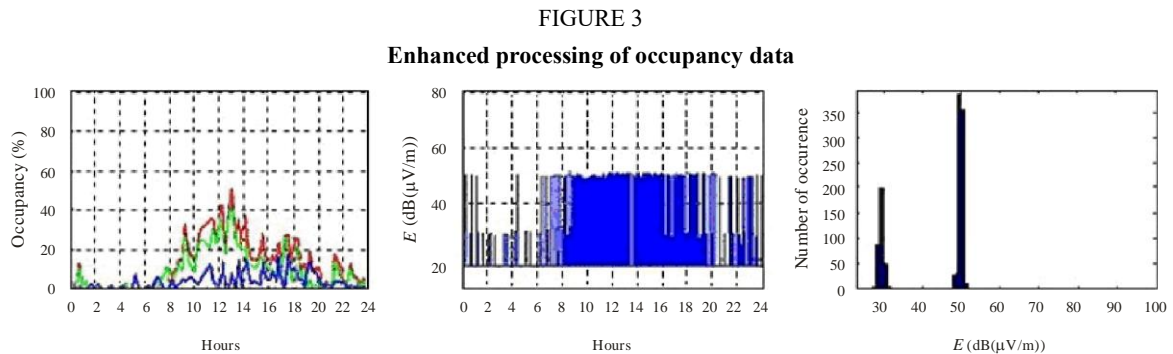 FIGURE 3
Enhanced processing of occupancy data
100
80
60
40
20
0
Occupancy (%)
0 2 4 6 8 10 12 14 16 18 20 22 24
Hours
80
60
40
20
E (dB(μV/m))
0 2 4 6 8 10 12 14 16 18 20 22 24
Hours
350
300
250
200
150
100
50
0
Number of occurence
30 40 50 60 70 80 90 100
E (dB(μV/m))